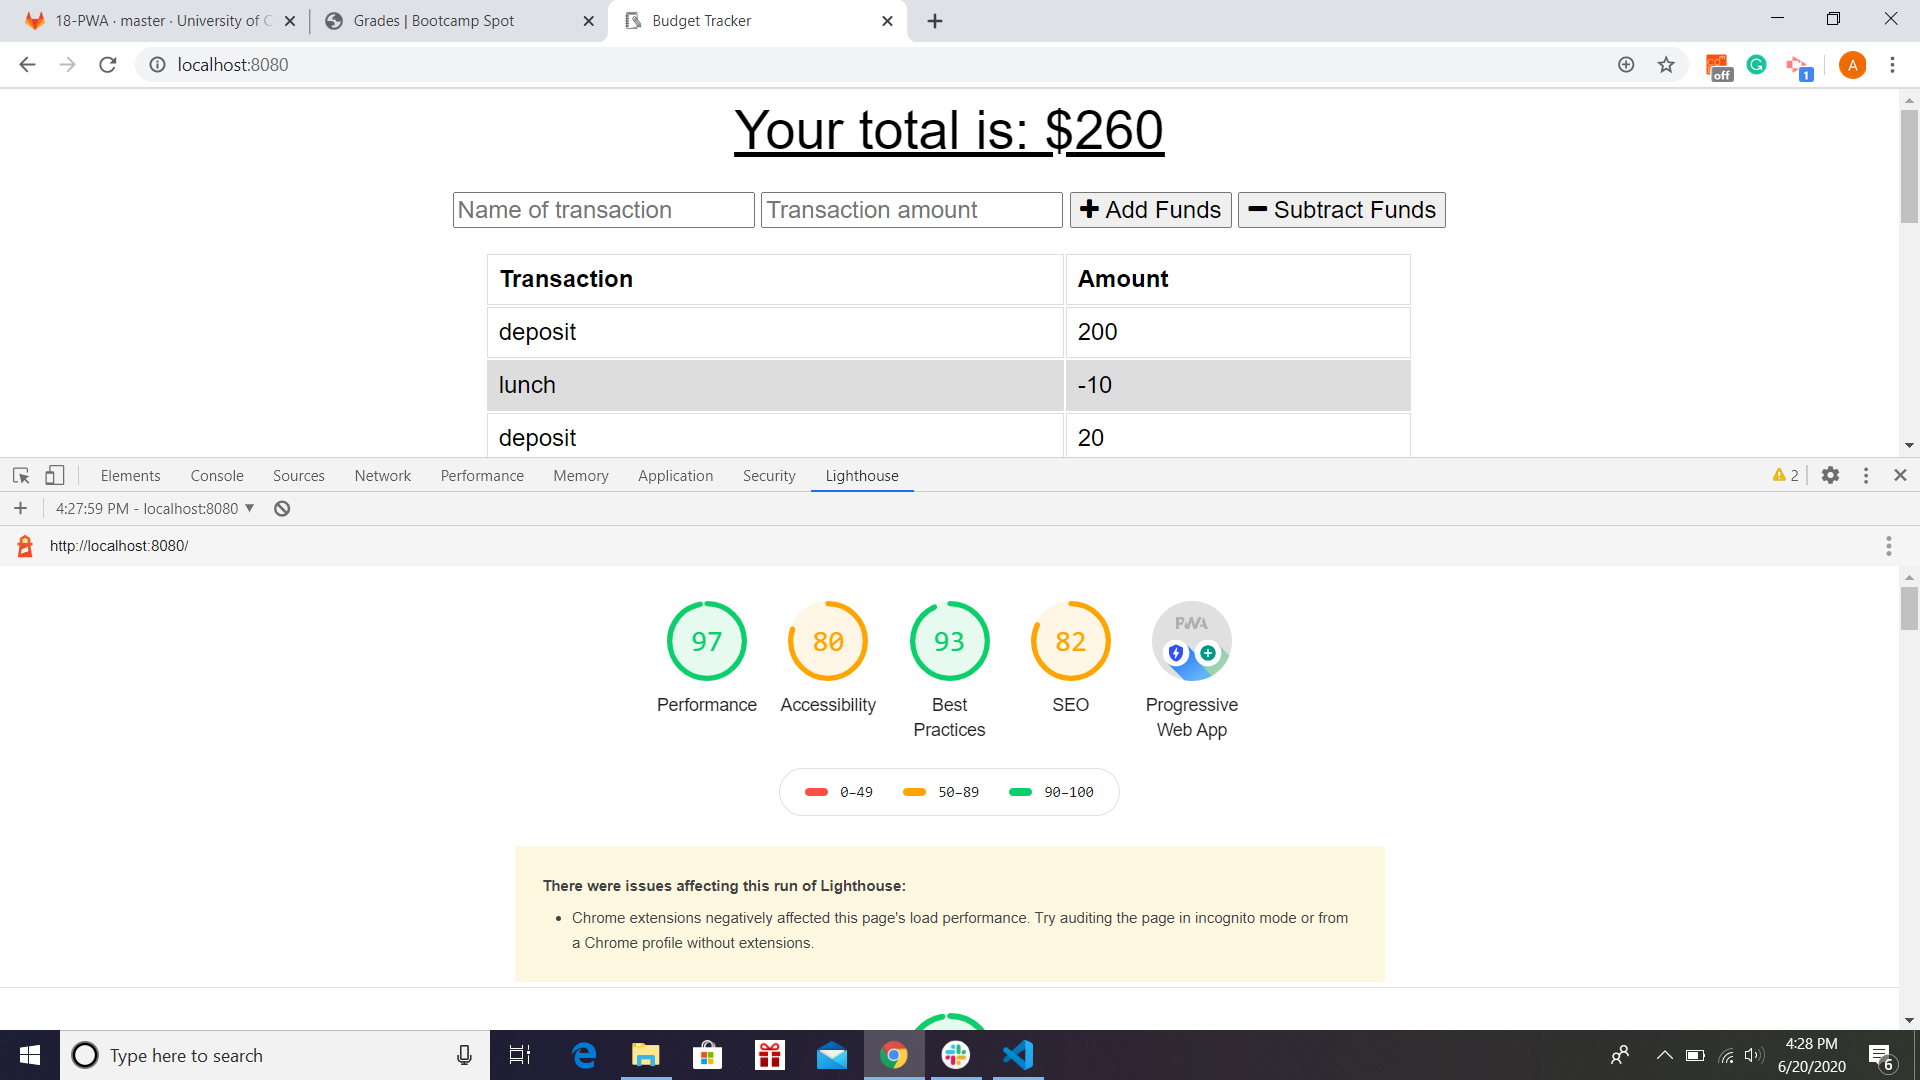 18-PWA · master · University of C
Grades | Bootcamp Spot
Budget Tracker
localhost:8080
off
1
A
Your total is: $260
Name of transaction
Transaction amount
Add Funds
Subtract Funds
Transaction
Amount
deposit
200
lunch
-10
deposit
20
Elements
Console
Sources
Network
Performance
Memory
Application
Security
Lighthouse
2
4:27:59 PM - localhost:8080
http://localhost:8080/
97
80
93
82
PWA
Performance
Accessibility
Best
Practices
SEO
Progressive
Web App
0–49
50–89
90–100
There were issues affecting this run of Lighthouse:
Chrome extensions negatively affected this page's load performance. Try auditing the page in incognito mode or from
a Chrome profile without extensions.
Type here to search
4:28 PM
6/20/2020
6